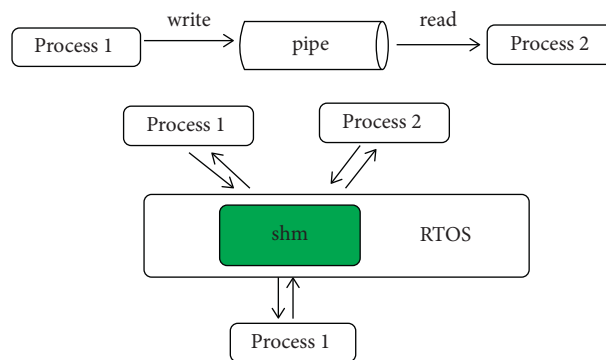 write
read
Process 1
pipe
Process 2
Process 1
Process 2
shm
RTOS
Process 1